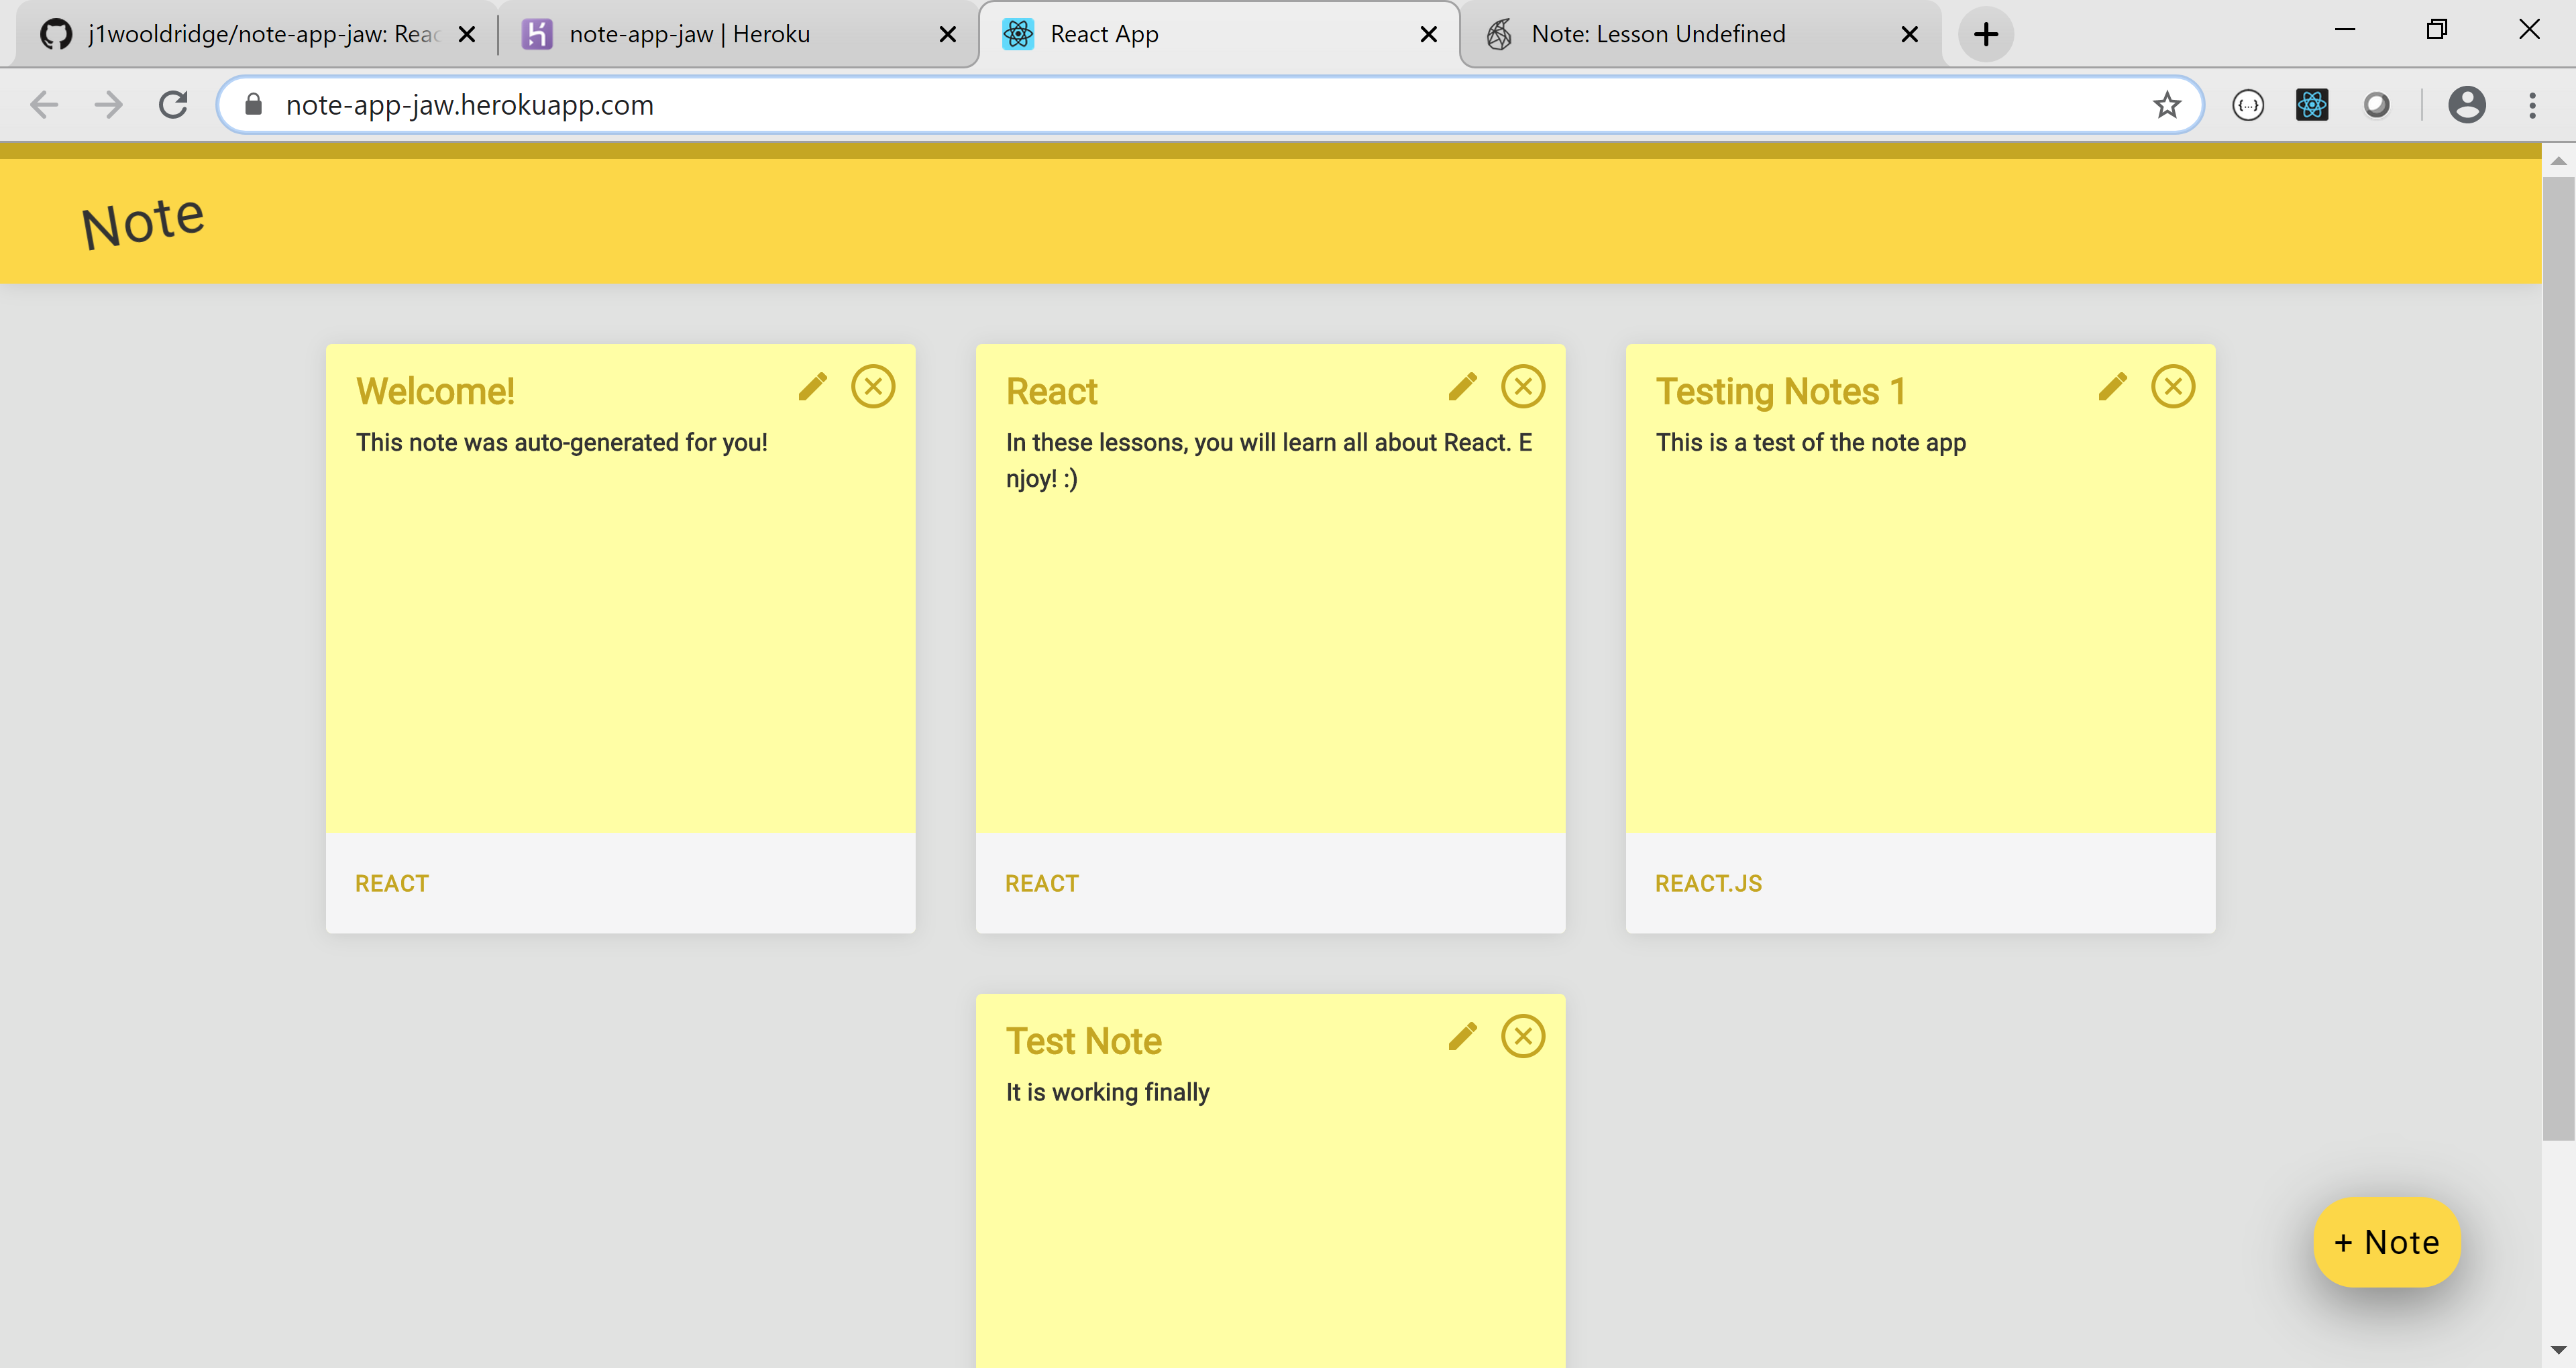 j1wooldridge/note-app-jaw: Reac
note-app-jaw | Heroku
React App
Note: Lesson Undefined
note-app-jaw.herokuapp.com
Note
Welcome!
This note was auto-generated for you!
REACT
React
In these lessons, you will learn all about React. E
njoy! :)
REACT
Testing Notes 1
This is a test of the note app
REACT.JS
Test Note
It is working finally
+ Note